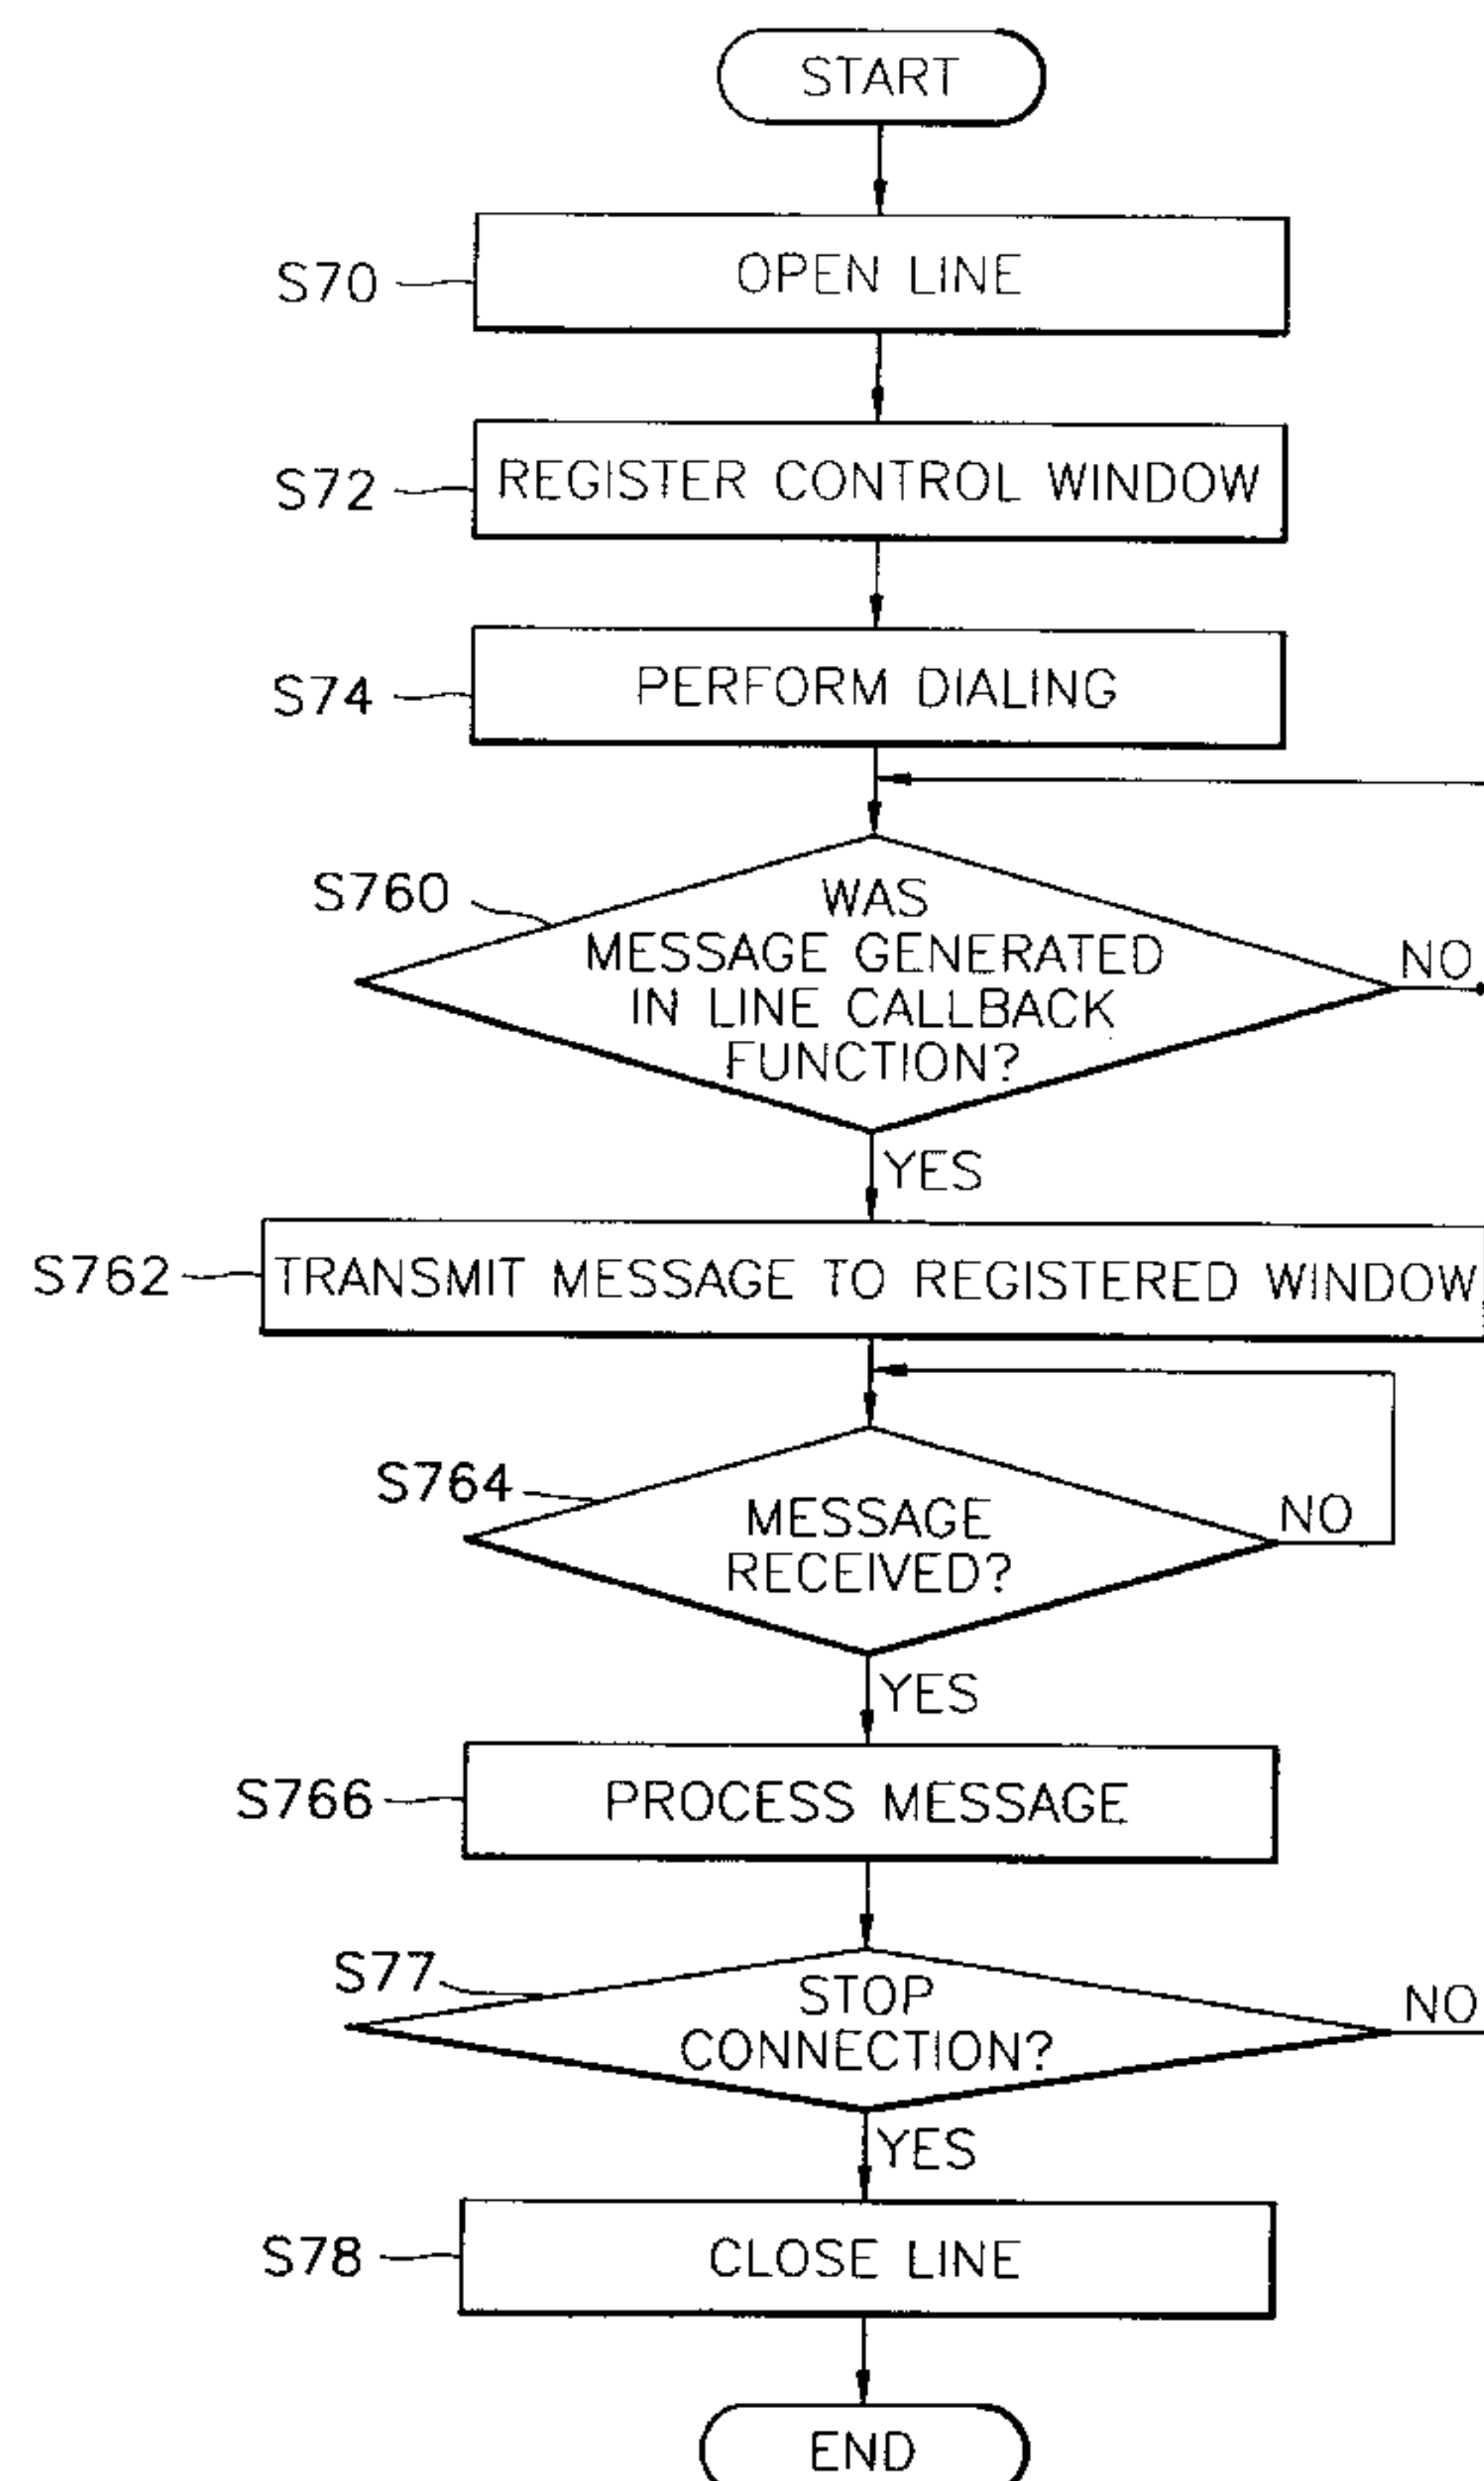 START
S70
OPEN LINE
S72
REGISTER CONTROL WINDOW
S74
PERFORM DIALING
S760
WAS
MESSAGE GENERATED
IN LINE CALLBACK
FUNCTION?
NO
YES
S762
TRANSMIT MESSAGE TO REGISTERED WINDOW
S764
MESSAGE
RECEIVED?
NO
YES
S766
PROCESS MESSAGE
S77
STOP
CONNECTION?
NO
YES
S78
CLOSE LINE
END